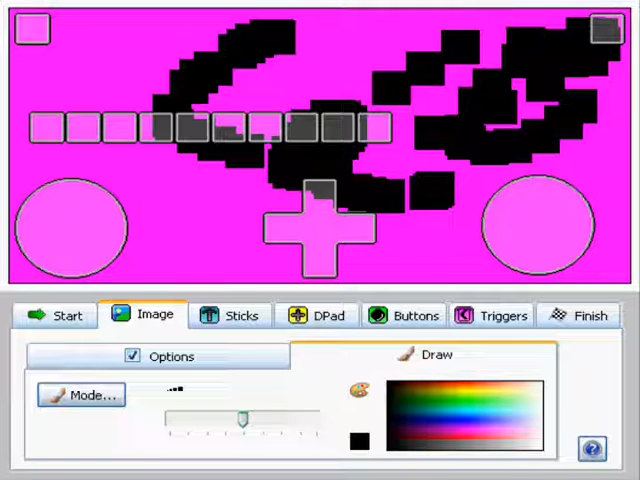 Start
Image
Sticks
DPad
Buttons
Triggers
Finish
Options
Draw
Mode...
?